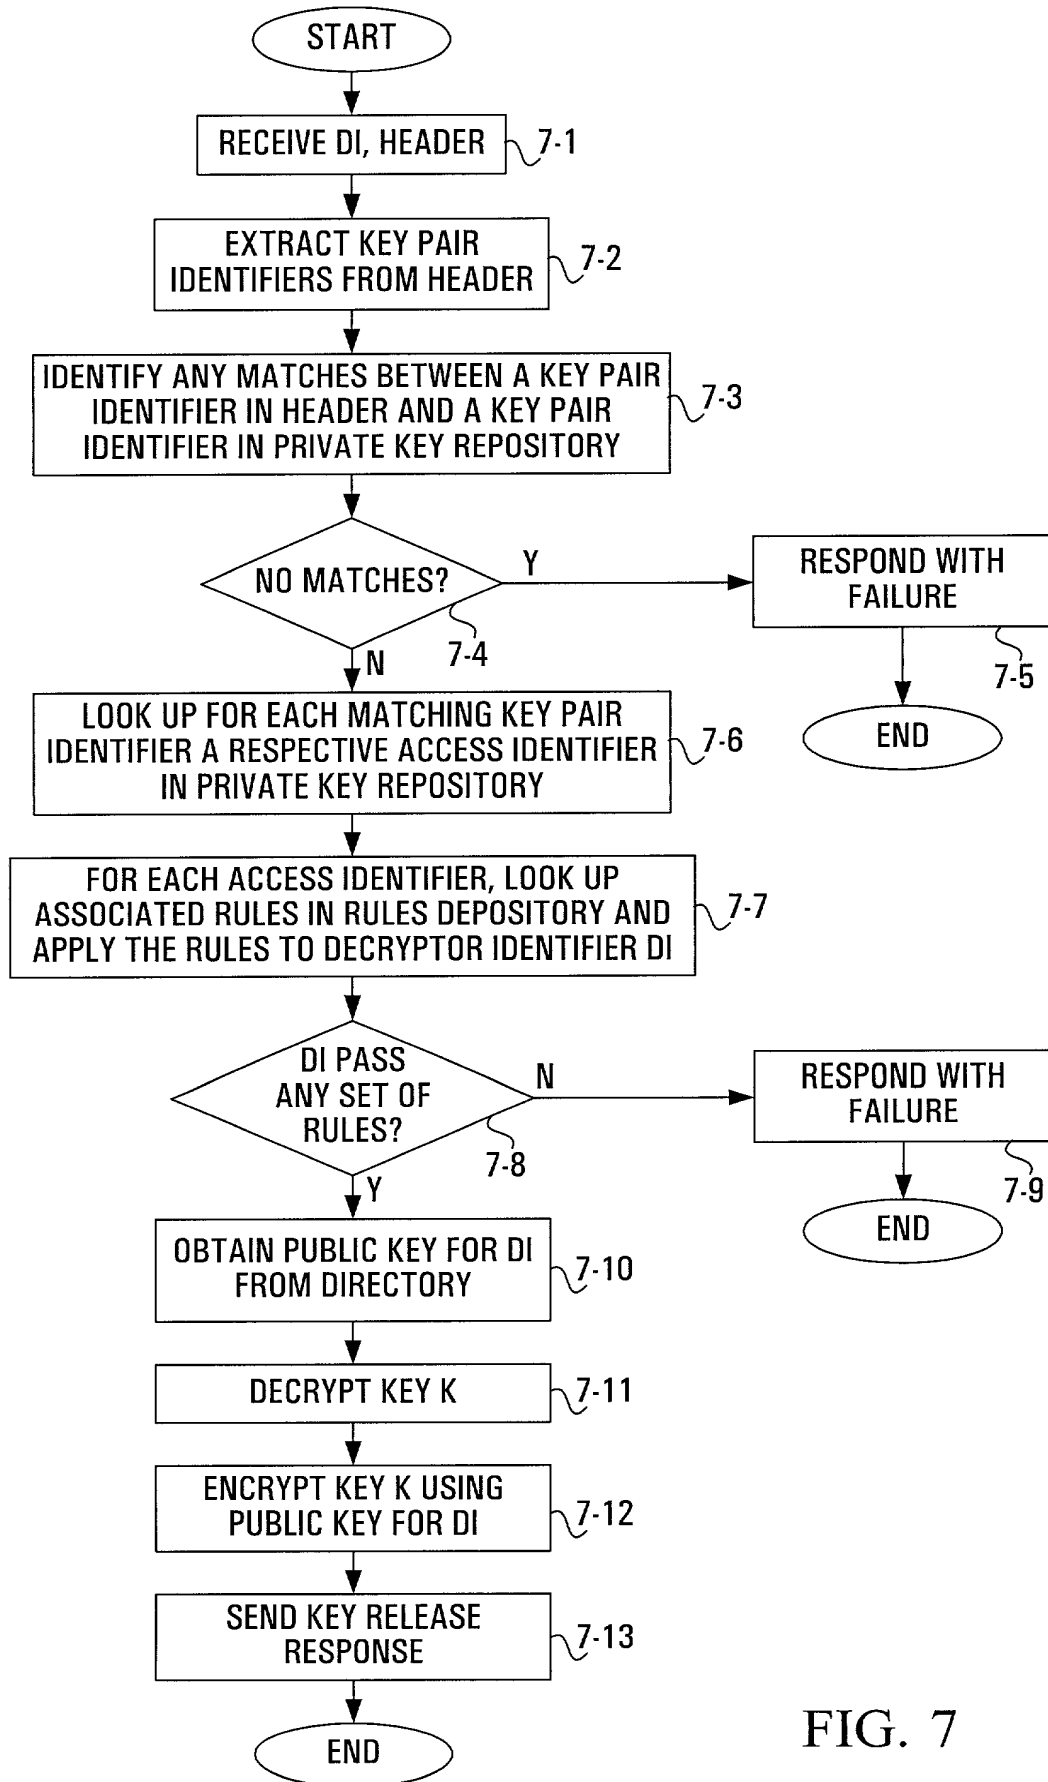 START
RECEIVE DI, HEADER
7-1
EXTRACT KEY PAIR
IDENTIFIERS FROM HEADER
7-2
IDENTIFY ANY MATCHES BETWEEN A KEY PAIR
IDENTIFIER IN HEADER AND A KEY PAIR
IDENTIFIER IN PRIVATE KEY REPOSITORY
7-3
NO MATCHES?
7-4
Y
RESPOND WITH
FAILURE
7-5
END
N
LOOK UP FOR EACH MATCHING KEY PAIR
IDENTIFIER A RESPECTIVE ACCESS IDENTIFIER
IN PRIVATE KEY REPOSITORY
7-6
FOR EACH ACCESS IDENTIFIER, LOOK UP
ASSOCIATED RULES IN RULES DEPOSITORY AND
APPLY THE RULES TO DECRYPTOR IDENTIFIER DI
7-7
DI PASS
ANY SET OF
RULES?
7-8
N
RESPOND WITH
FAILURE
7-9
END
Y
OBTAIN PUBLIC KEY FOR DI
FROM DIRECTORY
7-10
DECRYPT KEY K
7-11
ENCRYPT KEY K USING
PUBLIC KEY FOR DI
7-12
SEND KEY RELEASE
RESPONSE
7-13
END
FIG. 7